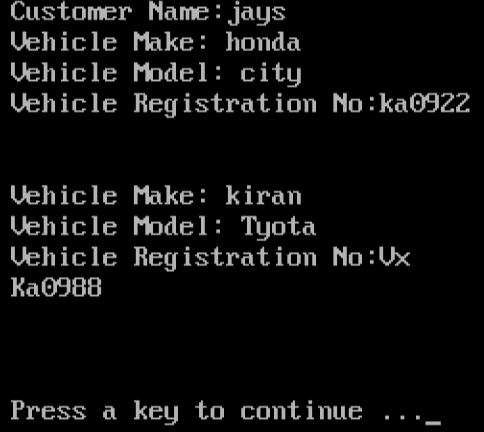 Customer Name:jays
Vehicle Make: honda
Vehicle Model: city
Vehicle Registration No:ka0922
Vehicle Make: kiran
Vehicle Model: Tyota
Vehicle Registration No:Vx
Ka0988
Press a key to continue ..._